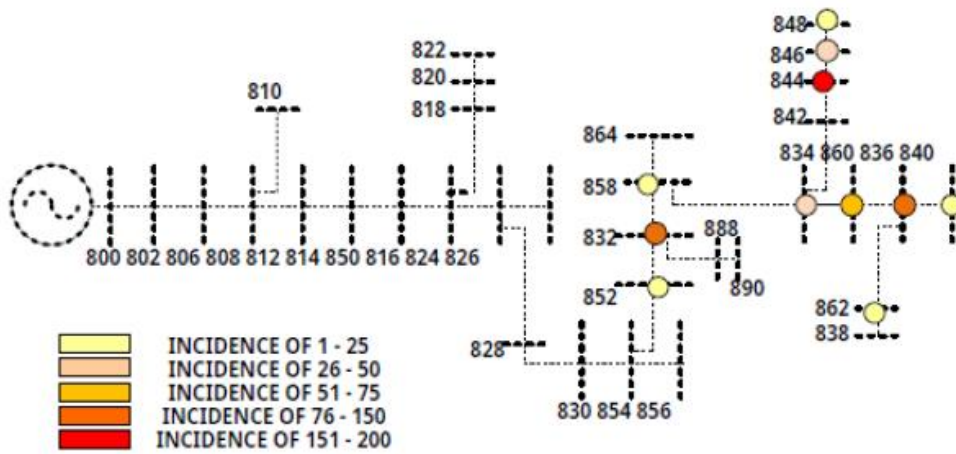 848
846
844
842
822
820
818
810
864
834 860 836 840
858
832
888
852
890
800 802 806 808 812 814 850 816 824 826
862
838
828
830 854 856
INCIDENCE OF 1 - 25
INCIDENCE OF 26 - 50
INCIDENCE OF 51 - 75
INCIDENCE OF 76 - 150
INCIDENCE OF 151 - 200